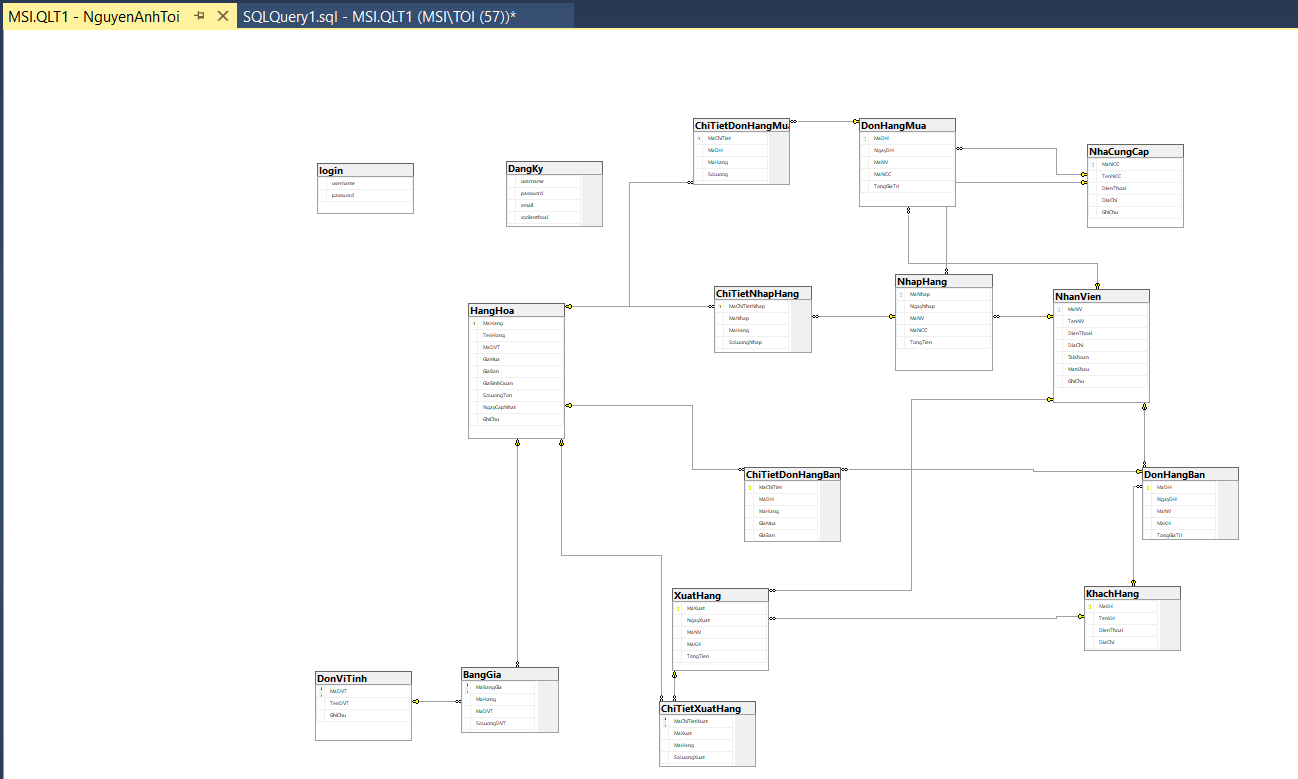 MSI.QLT1 - NguyenAnhToi
SQLQuery1.sql - MSI.QLT1 (MSI\TOI (57))*
login
username
password
DangKy
username
password
email
sodienthoai
ChiTietDonHangMu
MaChiTiet
MaDH
MaHang
SoLuong
DonHangMua
MaDH
NgayDH
MaNV
MaNCC
TongGiaTri
NhaCungCap
MaNCC
TenNCC
DienThoai
DiaChi
GhiChu
HangHoa
MaHang
TenHang
MaDVT
GiaMua
GiaBan
GiaBinhQuan
SoLuongTon
NgayCapNhat
GhiChu
ChiTietNhapHang
MaChiTietNhap
MaNhap
MaHang
SoLuongNhap
NhapHang
MaNhap
NgayNhap
MaNV
MaNCC
TongTien
NhanVien
MaNV
TenNV
DienThoai
DiaChi
TaiKhoan
MatKhau
GhiChu
ChiTietDonHangBan
MaChiTiet
MaDH
MaHang
GiaMua
GiaBan
DonHangBan
MaDH
NgayDH
MaNV
MaKH
TongGiaTri
XuatHang
MaXuat
NgayXuat
MaNV
MaKH
TongTien
KhachHang
MaKH
TenKH
DienThoai
DiaChi
DonViTinh
MaDVT
TenDVT
GhiChu
BangGia
MaBangGia
MaHang
MaDVT
SoLuongDVT
ChiTietXuatHang
MaChiTietXuat
MaXuat
MaHang
SoLuongXuat